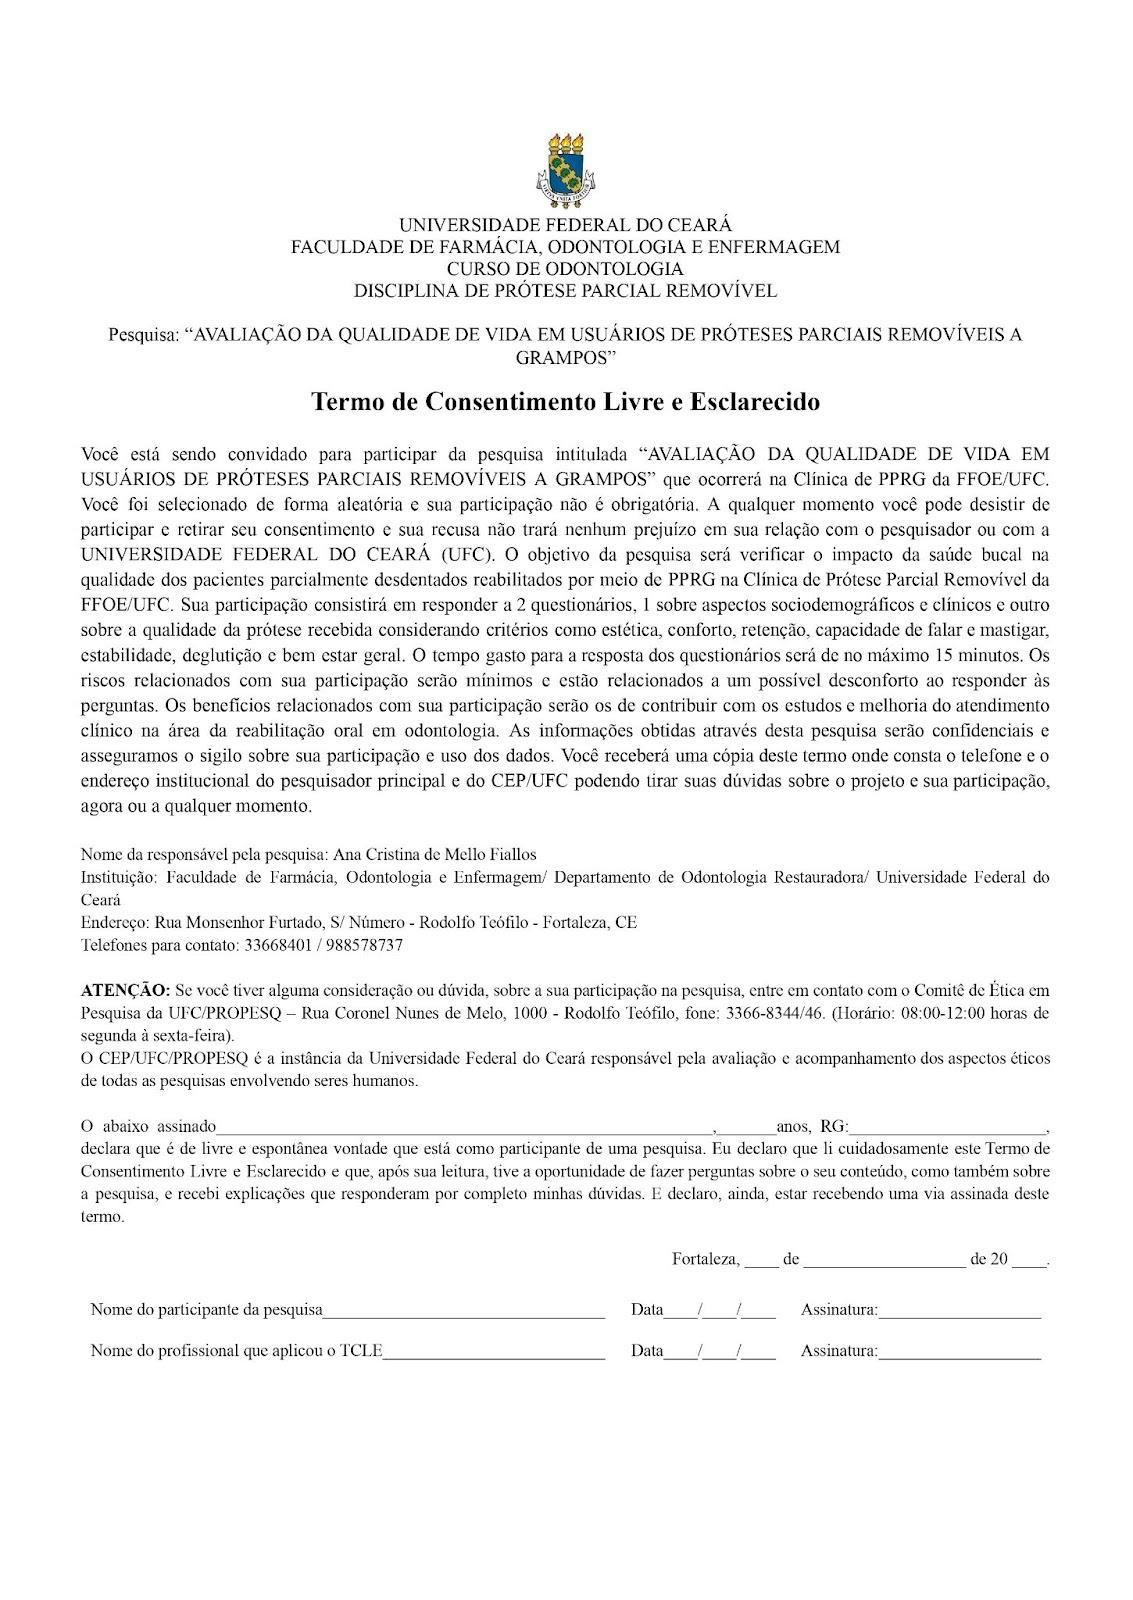 UNIVERSIDADE FEDERAL DO CEARÁ
FACULDADE DE FARMÁCIA, ODONTOLOGIA E ENFERMAGEM
CURSO DE ODONTOLOGIA
DISCIPLINA DE PRÓTESE PARCIAL REMOVÍVEL
Pesquisa: “AVALIAÇÃO DA QUALIDADE DE VIDA EM USUÁRIOS DE PRÓTESES PARCIAIS REMOVÍVEIS A
GRAMPOS”
Termo de Consentimento Livre e Esclarecido
Você está sendo convidado para participar da pesquisa intitulada “AVALIAÇÃO DA QUALIDADE DE VIDA EM
USUÁRIOS DE PRÓTESES PARCIAIS REMOVÍVEIS A GRAMPOS” que ocorrerá na Clínica de PPRG da FFOE/UFC.
Você foi selecionado de forma aleatória e sua participação não é obrigatória. A qualquer momento você pode desistir de
participar e retirar seu consentimento e sua recusa não trará nenhum prejuízo em sua relação com o pesquisador ou com a
UNIVERSIDADE FEDERAL DO CEARÁ (UFC). O objetivo da pesquisa será verificar o impacto da saúde bucal na
qualidade dos pacientes parcialmente desdentados reabilitados por meio de PPRG na Clínica de Prótese Parcial Removível da
FFOE/UFC. Sua participação consistirá em responder a 2 questionários, 1 sobre aspectos sociodemográficos e clínicos e outro
sobre a qualidade da prótese recebida considerando critérios como estética, conforto, retenção, capacidade de falar e mastigar,
estabilidade, deglutição e bem estar geral. O tempo gasto para a resposta dos questionários será de no máximo 15 minutos. Os
riscos relacionados com sua participação serão mínimos e estão relacionados a um possível desconforto ao responder às
perguntas. Os benefícios relacionados com sua participação serão os de contribuir com os estudos e melhoria do atendimento
clínico na área da reabilitação oral em odontologia. As informações obtidas através desta pesquisa serão confidenciais e
asseguramos o sigilo sobre sua participação e uso dos dados. Você receberá uma cópia deste termo onde consta o telefone e o
endereço institucional do pesquisador principal e do CEP/UFC podendo tirar suas dúvidas sobre o projeto e sua participação,
agora ou a qualquer momento.
Nome da responsável pela pesquisa: Ana Cristina de Mello Fiallos
Instituição: Faculdade de Farmácia, Odontologia e Enfermagem/ Departamento de Odontologia Restauradora/ Universidade Federal do
Ceará
Endereço: Rua Monsenhor Furtado, S/ Número - Rodolfo Teófilo - Fortaleza, CE
Telefones para contato: 33668401 / 988578737
ATENÇÃO: Se você tiver alguma consideração ou dúvida, sobre a sua participação na pesquisa, entre em contato com o Comitê de Ética em
Pesquisa da UFC/PROPESQ – Rua Coronel Nunes de Melo, 1000 - Rodolfo Teófilo, fone: 3366-8344/46. (Horário: 08:00-12:00 horas de
segunda à sexta-feira).
O CEP/UFC/PROPESQ é a instância da Universidade Federal do Ceará responsável pela avaliação e acompanhamento dos aspectos éticos
de todas as pesquisas envolvendo seres humanos.
O abaixo assinado______________________________,_______anos, RG:______________________,
declara que é de livre e espontânea vontade que está como participante de uma pesquisa. Eu declaro que li cuidadosamente este Termo de
Consentimento Livre e Esclarecido e que, após sua leitura, tive a oportunidade de fazer perguntas sobre o seu conteúdo, como também sobre
a pesquisa, e recebi explicações que responderam por completo minhas dúvidas. E declaro, ainda, estar recebendo uma via assinada deste
termo.
Fortaleza, ____ de ___________________ de 20 ____.
Nome do participante da pesquisa______________________ Data____/____/____ Assinatura:___________________
Nome do profissional que aplicou o TCLE______________________ Data____/____/____ Assinatura:___________________